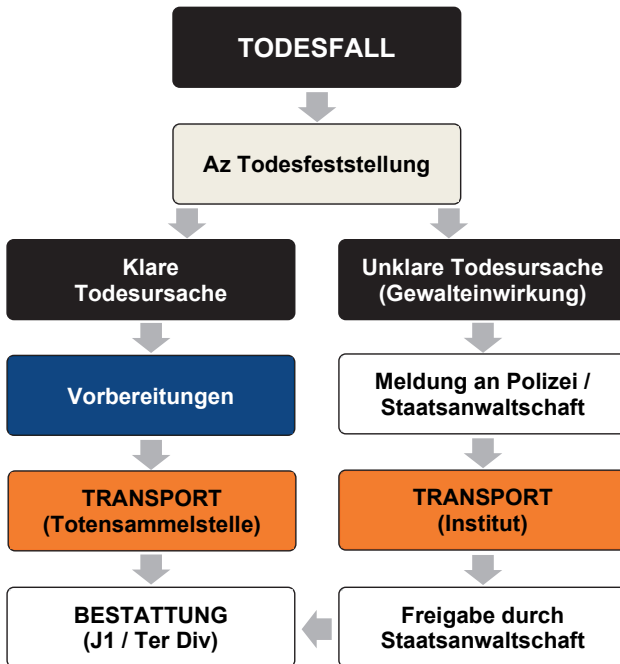 TODESFALL
Az Todesfeststellung
Klare
Todesursache
Unklare Todesursache
(Gewalteinwirkung)
Vorbereitungen
Meldung an Polizei /
Staatsanwaltschaft
TRANSPORT
(Totensammelstelle)
TRANSPORT
(Institut)
BESTATTUNG
(J1 / Ter Div)
Freigabe durch
Staatsanwaltschaft